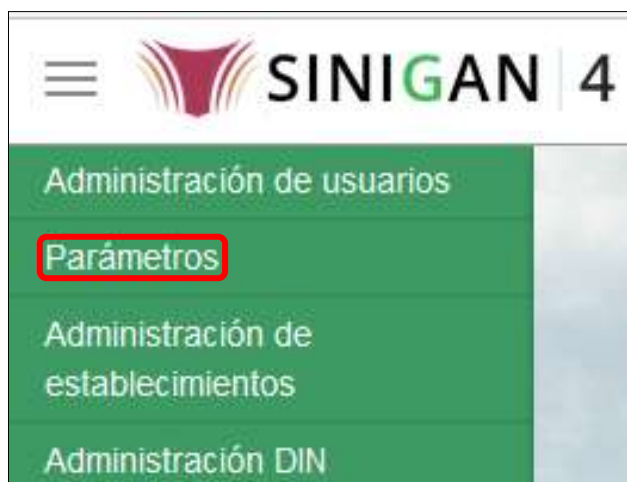 SINIGAN 4
Administración de usuarios
Parámetros
Administración de
establecimientos
Administración DIN